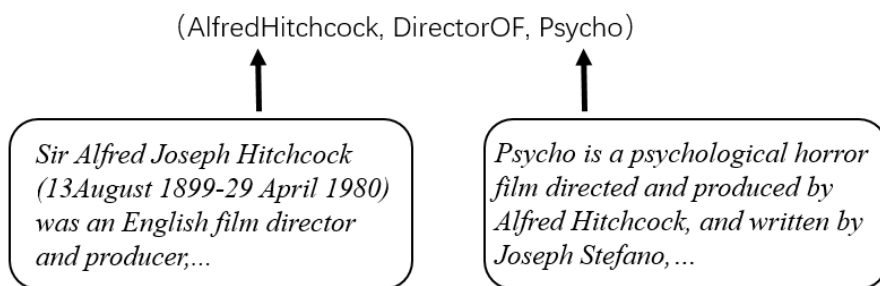 (AlfredHitchcock, DirectorOF, Psycho)
Sir Alfred Joseph Hitchcock
(13August 1899-29 April 1980)
was an English film director
and producer,...
Psycho is a psychological horror
film directed and produced by
Alfred Hitchcock, and written by
Joseph Stefano,...